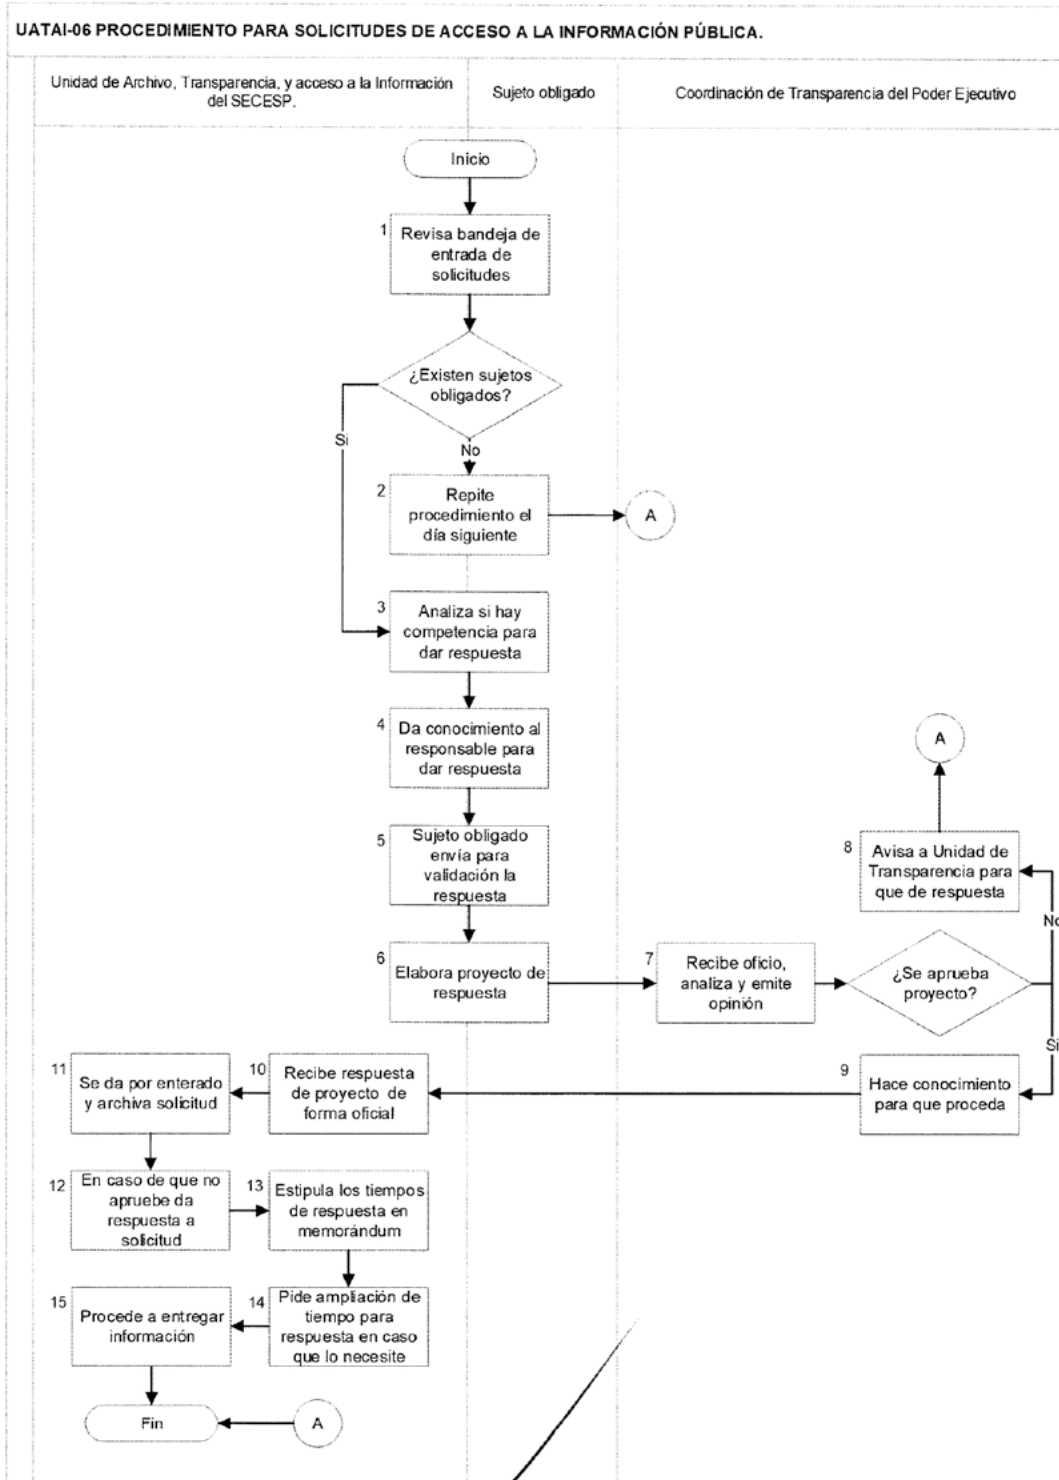 UATAI-06 PROCEDIMIENTO PARA SOLICITUDES DE ACCESO A LA INFORMACIÓN PÚBLICA.
Unidad de Archivo, Transparencia, y acceso a la Información
del SECESP.
Sujeto obligado
Coordinación de Transparencia del Poder Ejecutivo
Inicio
1
Revisa bandeja de
entrada de
solicitudes
¿Existen sujetos
obligados?
Si
No
2
Repite
procedimiento el
día siguiente
A
3
Analiza si hay
competencia para
dar respuesta
4
Da conocimiento al
responsable para
dar respuesta
A
5
Sujeto obligado
envía para
validación la
respuesta
8
Avisa a Unidad de
Transparencia para
que de respuesta
No
6
Elabora proyecto de
respuesta
7
Recibe oficio,
analiza y emite
opinión
¿Se aprueba
proyecto?
Si
11
Se da por enterado
y archiva solicitud
10
Recibe respuesta
de proyecto de
forma oficial
9
Hace conocimiento
para que proceda
12
En caso de que no
apruebe da
respuesta a
solicitud
13
Estipula los tiempos
de respuesta en
memorándum
15
Procede a entregar
información
14
Pide ampliación de
tiempo para
respuesta en caso
que lo necesite
Fin
A